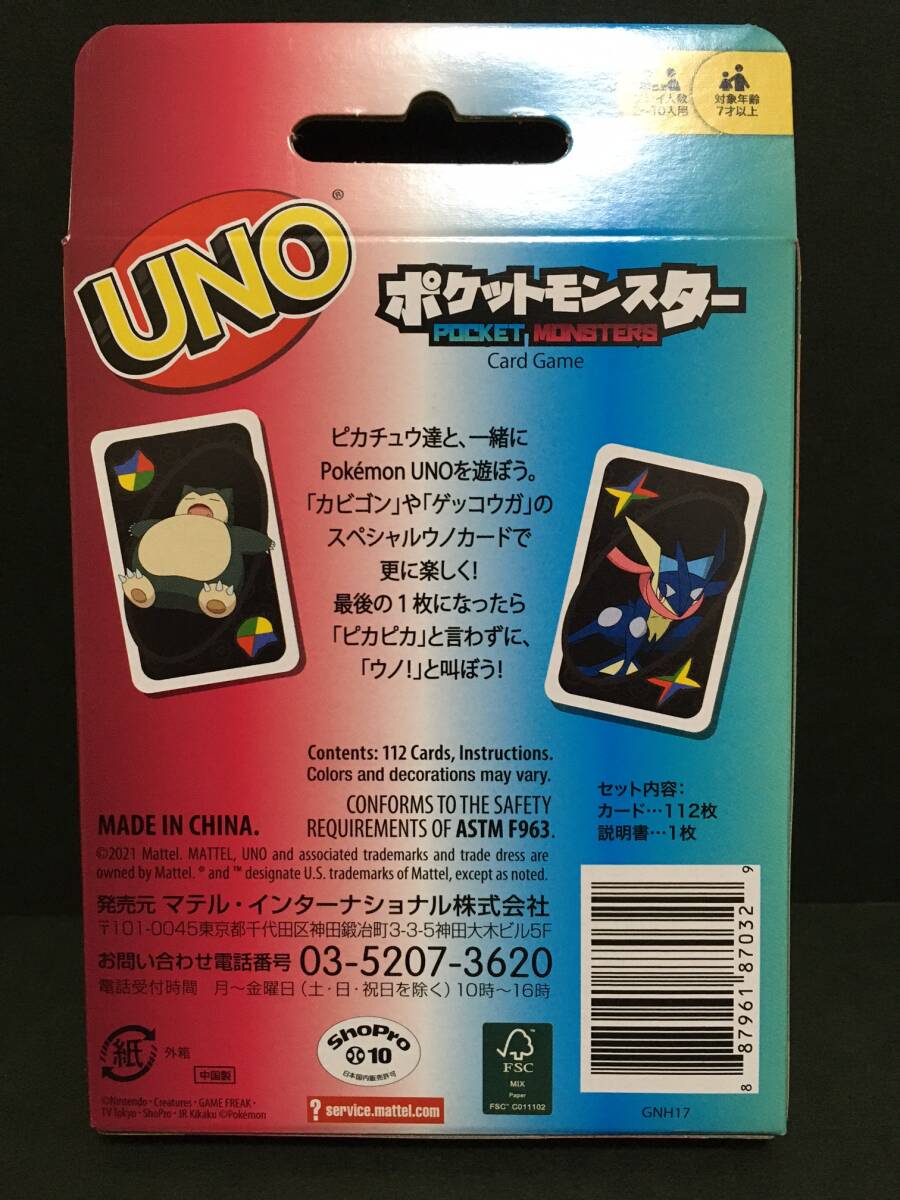 対象年齢
7才以上
UNO®
ポケットモンスター
POCKET MONSTERS
Card Game
ピカチュウ達と、一緒に
Pokémon UNOを遊ぼう。
「カビゴン」や「ゲッコウガ」の
スペシャルウノカードで
更に楽しく!
最後の1枚になったら
「ピカピカ」と言わずに、
「ウノ!」と叫ぼう!
Contents: 112 Cards, Instructions.
Colors and decorations may vary.
MADE IN CHINA.
CONFORMS TO THE SAFETY
REQUIREMENTS OF ASTM F963.
セット内容:
カード…112枚
説明書…1枚
©2021 Mattel. MATTEL, UNO and associated trademarks and trade dress are
owned by Mattel. ® and ™ designate U.S. trademarks of Mattel, except as noted.
発売元 マテル・インターナショナル株式会社
〒101-0045東京都千代田区神田鍛冶町3-3-5神田大木ビル5F
お問い合わせ電話番号 03-5207-3620
電話受付時間 月~金曜日(土・日・祝日を除く)10時~16時
紙 外箱
中国製
ShoPro
10
日本国内販売許可
FSC
MIX
Paper
FSC™ C011102
8 87961 87032 9
GNH17
©Nintendo・Creatures・GAME FREAK・
TV Tokyo・ShoPro・JR Kikaku ©Pokémon
? service.mattel.com